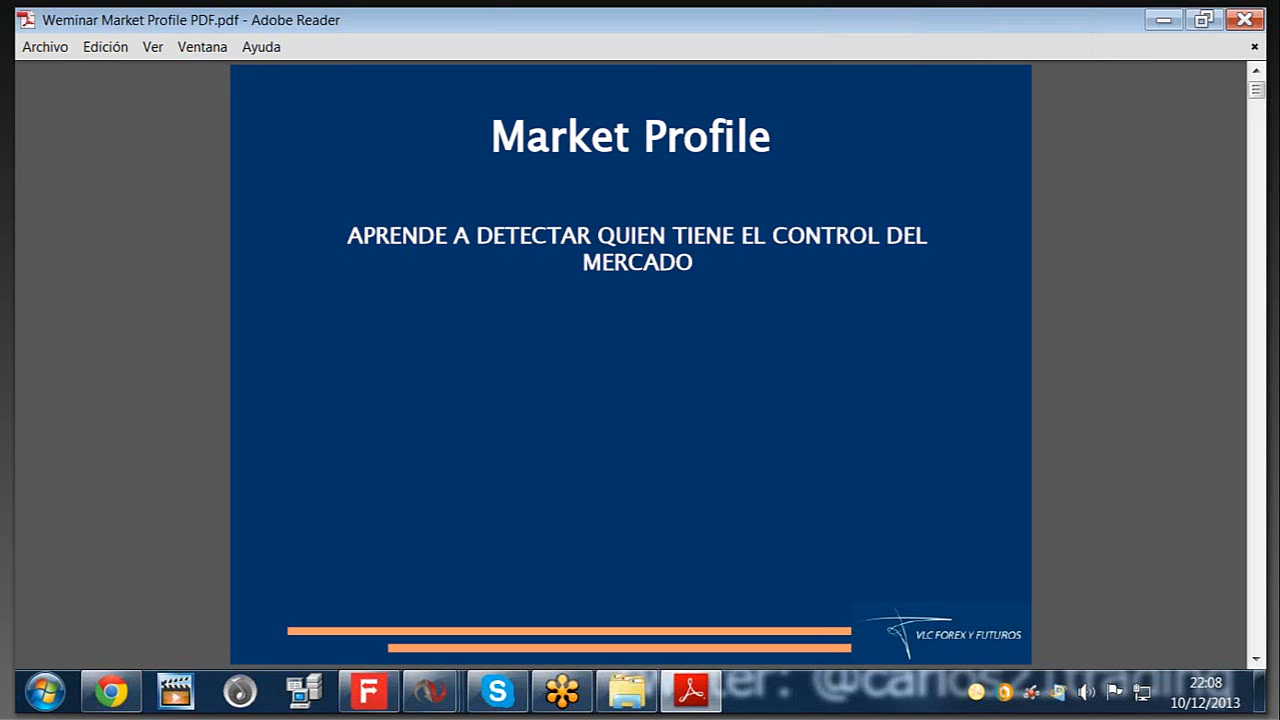 Weminar Market Profile PDF.pdf - Adobe Reader
Archivo Edición Ver Ventana Ayuda
Market Profile
APRENDE A DETECTAR QUIEN TIENE EL CONTROL DEL
MERCADO
VLC FOREX Y FUTUROS
22:08
10/12/2013